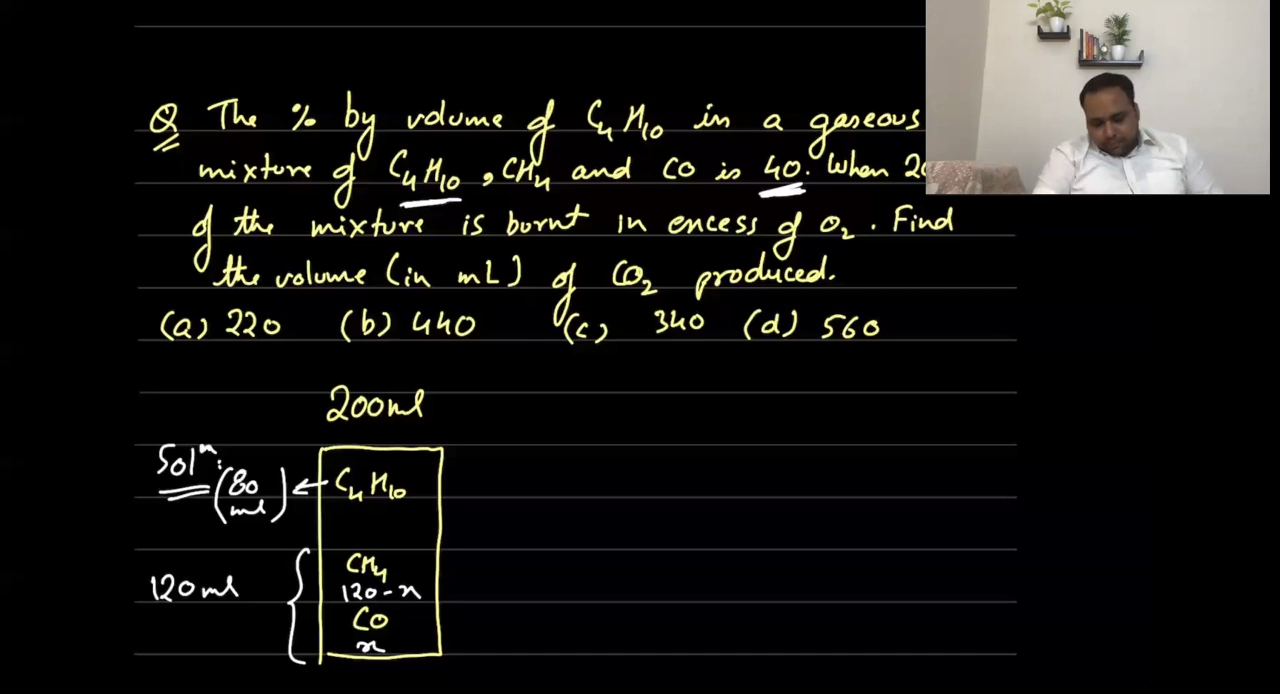 Q The % by volume of C4H10 in a gaseous
mixture of C4H10, CH4 and CO is 40. When
of the mixture is burnt in excess of O2. Find
the volume (in mL) of CO2 produced.
(a) 220 (b) 440 (c) 340 (d) 560
200ml
Solⁿ:
(80 ml) ← C4H10
CH4
120ml { 120-x
CO
x